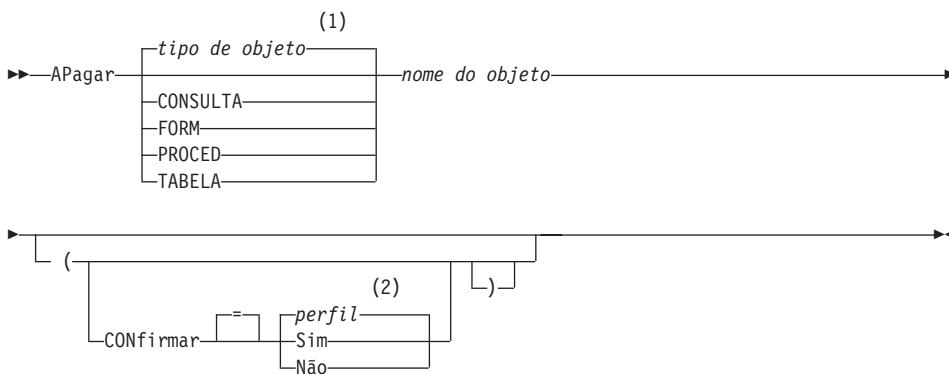 (1)
tipo de objeto
APagar nome do objeto
CONSULTA
FORM
PROCED
TABELA
(
(2)
)
= perfil
CONfirmar Sim
Não